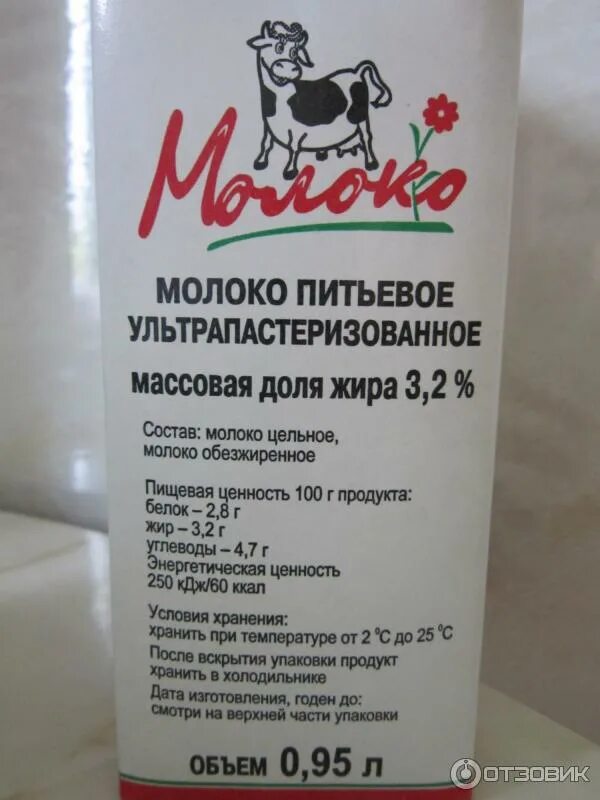 Молоко
МОЛОКО ПИТЬЕВОЕ
УЛЬТРАПАСТЕРИЗОВАННОЕ
массовая доля жира 3,2 %
Состав: молоко цельное,
молоко обезжиренное
Пищевая ценность 100 г продукта:
белок – 2,8 г
жир – 3,2 г
углеводы – 4,7 г
Энергетическая ценность
250 кДж/60 ккал
Условия хранения:
хранить при температуре от 2 °С до 25 °С
После вскрытия упаковки продукт
хранить в холодильнике
Дата изготовления, годен до:
смотри на верхней части упаковки
ОБЪЕМ 0,95 л
ОТЗОВИК